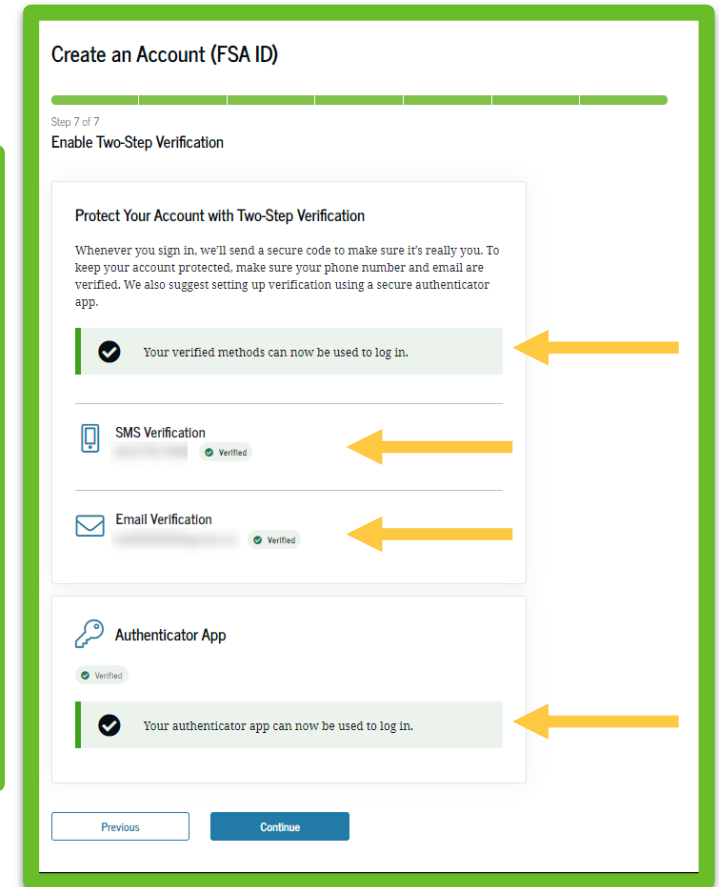 Create an Account (FSA ID)
Step 7 of 7
Enable Two-Step Verification
Protect Your Account with Two-Step Verification
Whenever you sign in, we'll send a secure code to make sure it's really you. To
keep your account protected, make sure your phone number and email are
verified. We also suggest setting up verification using a secure authenticator
app.
Your verified methods can now be used to log in.
SMS Verification
Verified
Email Verification
Verified
Authenticator App
Verified
Your authenticator app can now be used to log in.
Previous
Continue